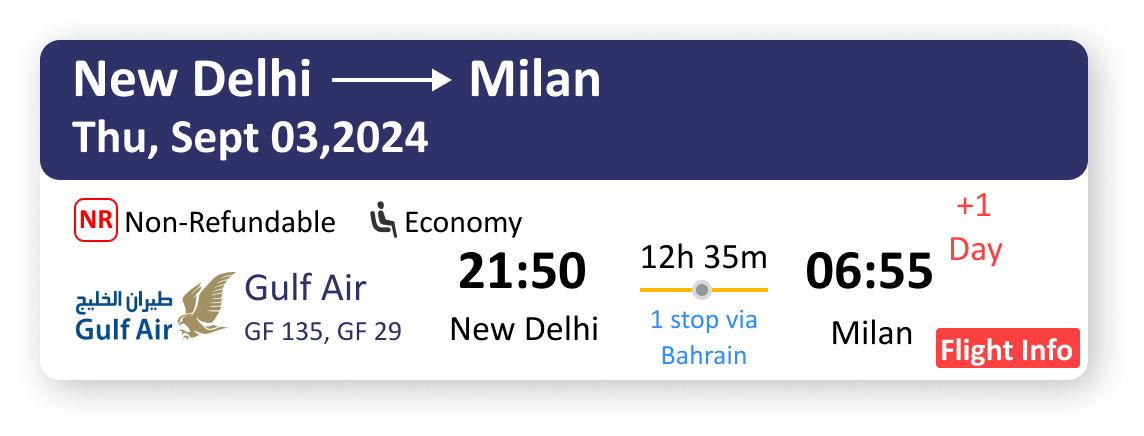 New Delhi → Milan
Thu, Sept 03,2024
NR Non-Refundable Economy
+1
Day
21:50
12h 35m
06:55
طيران الخليج
Gulf Air
Gulf Air
GF 135, GF 29
New Delhi
1 stop via
Bahrain
Milan
Flight Info